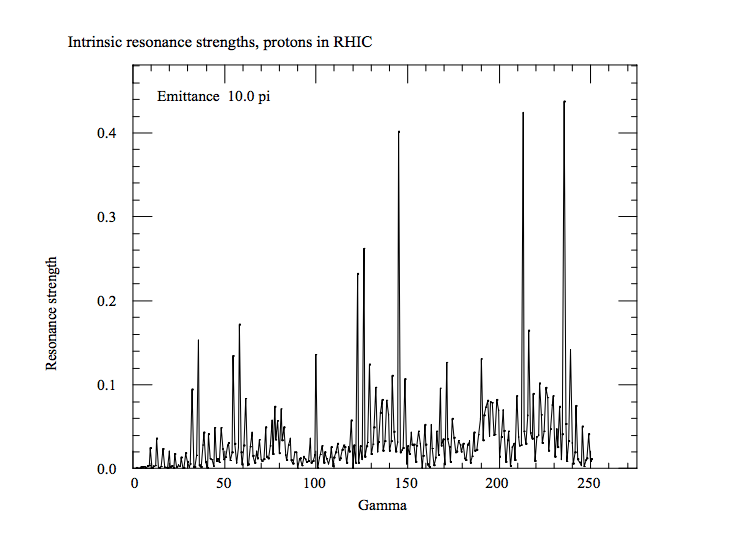 Intrinsic resonance strengths, protons in RHIC
Emittance  10.0 pi
0.4
0.3
0.2
0.1
0.0
Resonance strength
0 50 100 150 200 250
Gamma